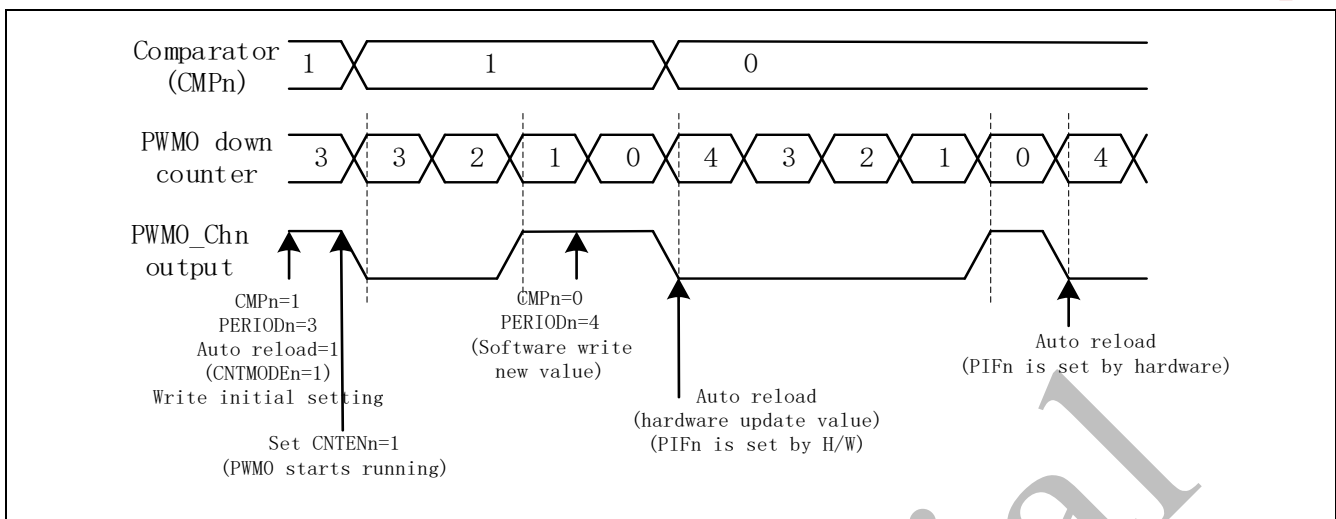 Comparator
(CMPn)
1 1 0
PWM0 down
counter
3 3 2 1 0 4 3 2 1 0 4
PWM0_Chn
output
CMPn=1
PERIODn=3
Auto reload=1
(CNTMODEn=1)
Write initial setting
Set CNTENn=1
(PWM0 starts running)
CMPn=0
PERIODn=4
(Software write
new value)
Auto reload
(hardware update value)
(PIFn is set by H/W)
Auto reload
(PIFn is set by hardware)